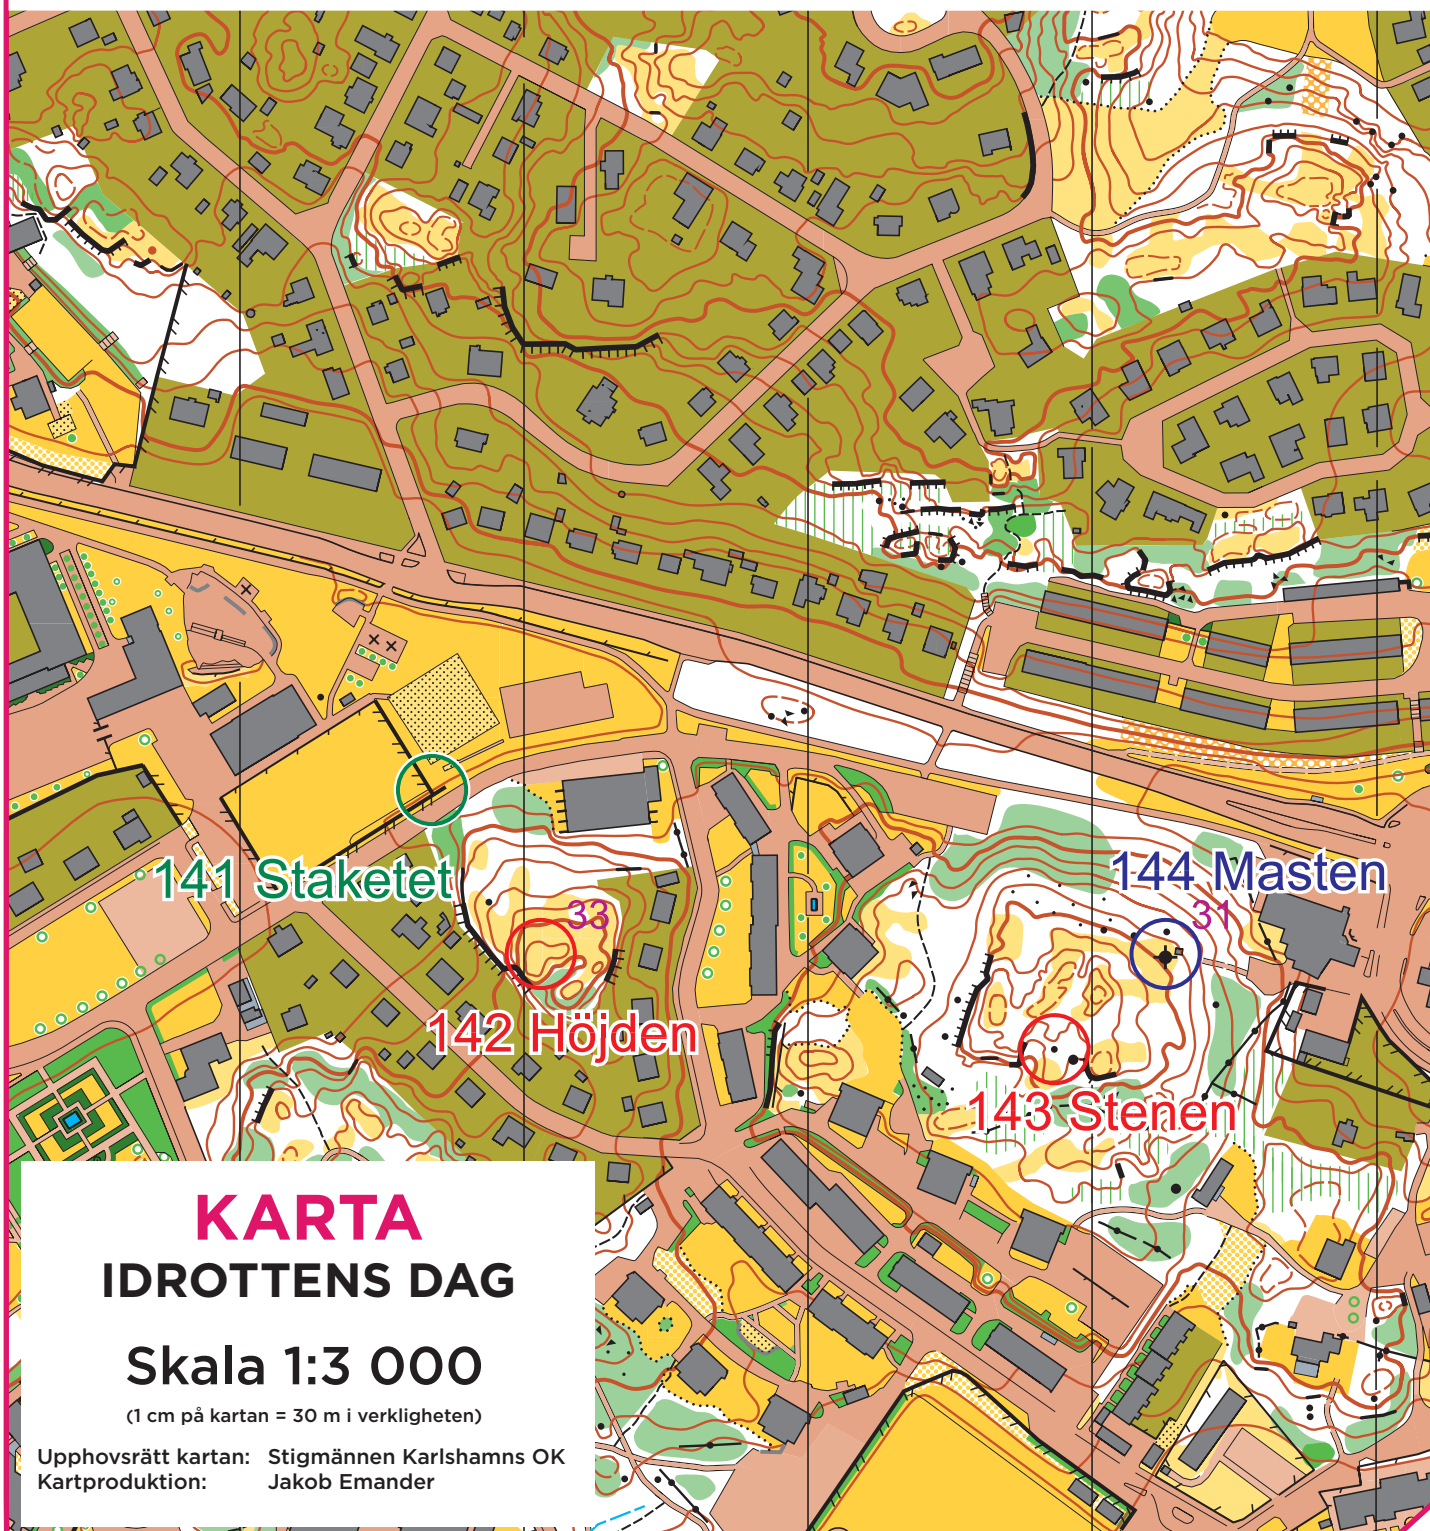 144 Masten
141 Staketet
33
31
142 Höjden
143 Stenen
KARTA
IDROTTENS DAG
Skala 1:3 000
(1 cm på kartan = 30 m i verkligheten)
Upphovsrätt kartan: Stigmännen Karlshamns OK
Kartproduktion: Jakob Emander